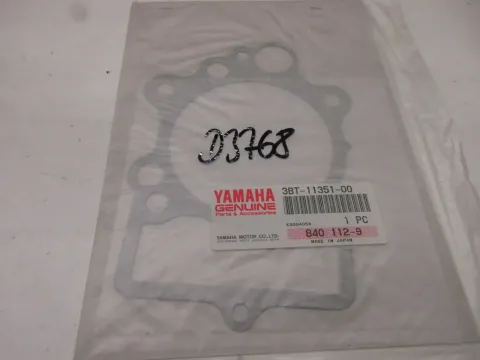 D3768
YAMAHA
GENUINE
Parts & Accessories
3BT-11351-00
1 PC
840 112-9
YAMAHA MOTOR CO.,LTD.
MADE IN JAPAN